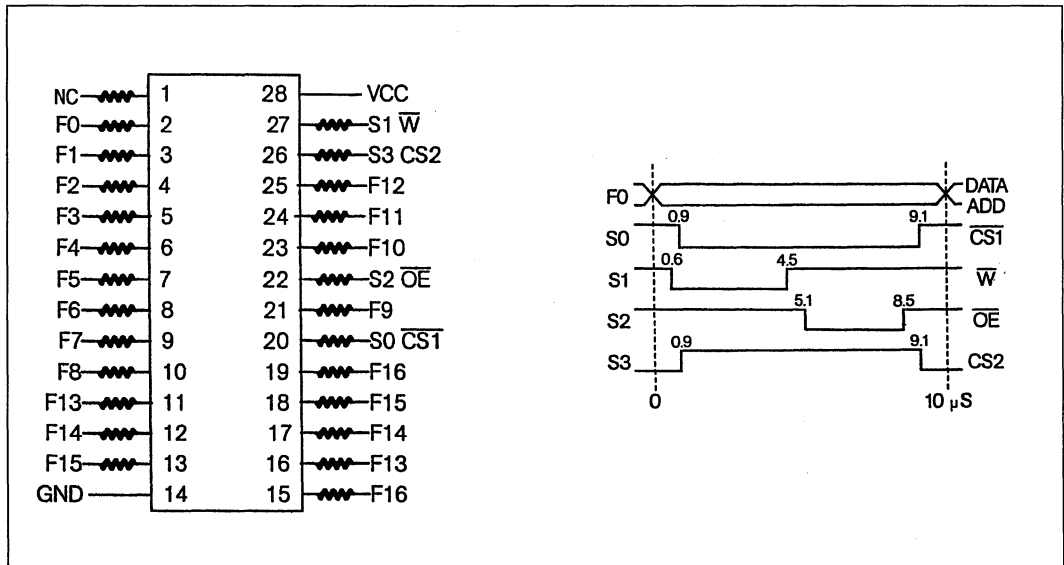 NC 1 28 VCC
F0 2 27 S1 W̅
F1 3 26 S3 CS2
F2 4 25 F12
F3 5 24 F11
F4 6 23 F10
F5 7 22 S2 O̅E̅
F6 8 21 F9
F7 9 20 S0 C̅S̅1̅
F8 10 19 F16
F13 11 18 F15
F14 12 17 F14
F15 13 16 F13
GND 14 15 F16
F0 DATA
ADD
S0 0.9 9.1 C̅S̅1̅
S1 0.6 4.5 W̅
S2 5.1 8.5 O̅E̅
S3 0.9 9.1 CS2
0 10 µS